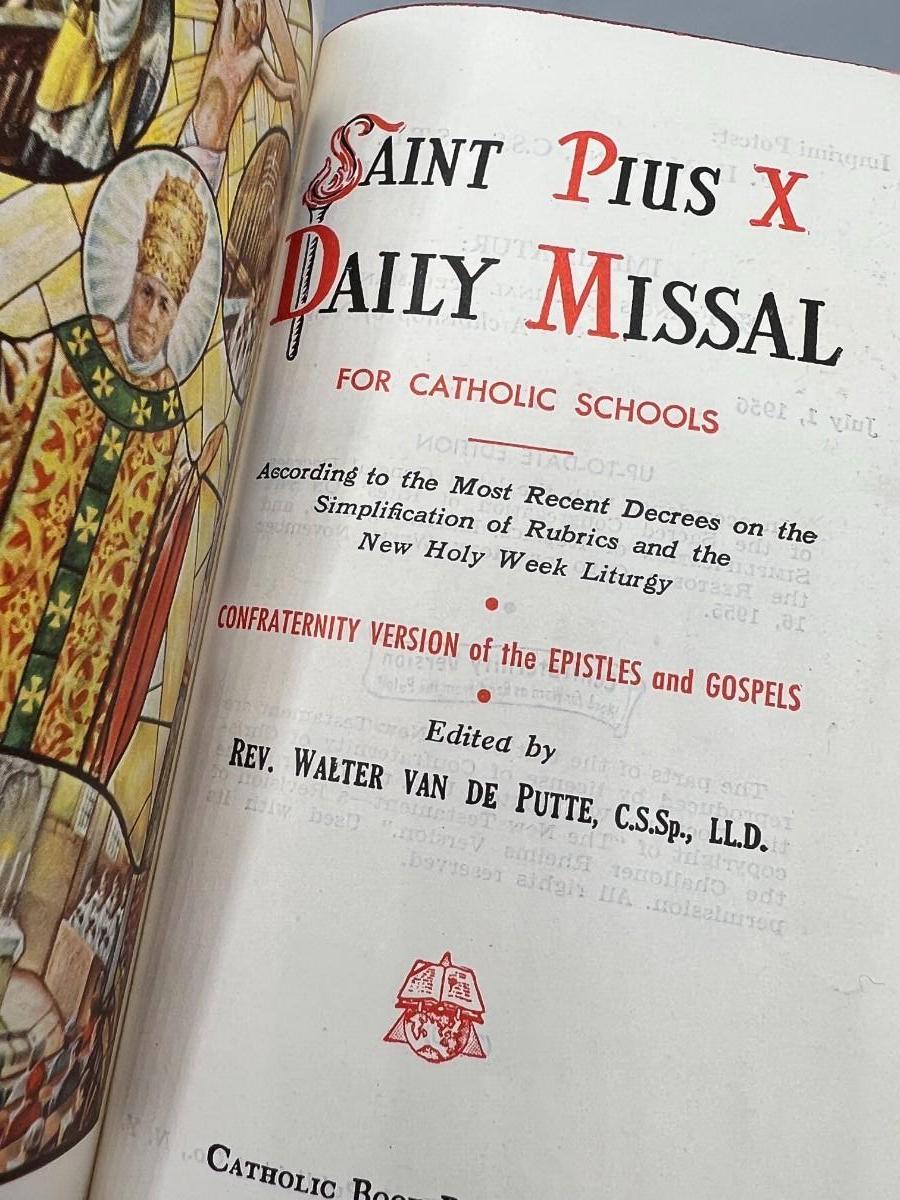 SAINT PIUS X
DAILY MISSAL
FOR CATHOLIC SCHOOLS
According to the Most Recent Decrees on the
Simplification of Rubrics and the
New Holy Week Liturgy
CONFRATERNITY VERSION of the EPISTLES and GOSPELS
Edited by
REV. WALTER VAN DE PUTTE, C.S.Sp., LL.D.
CATHOLIC BOOK